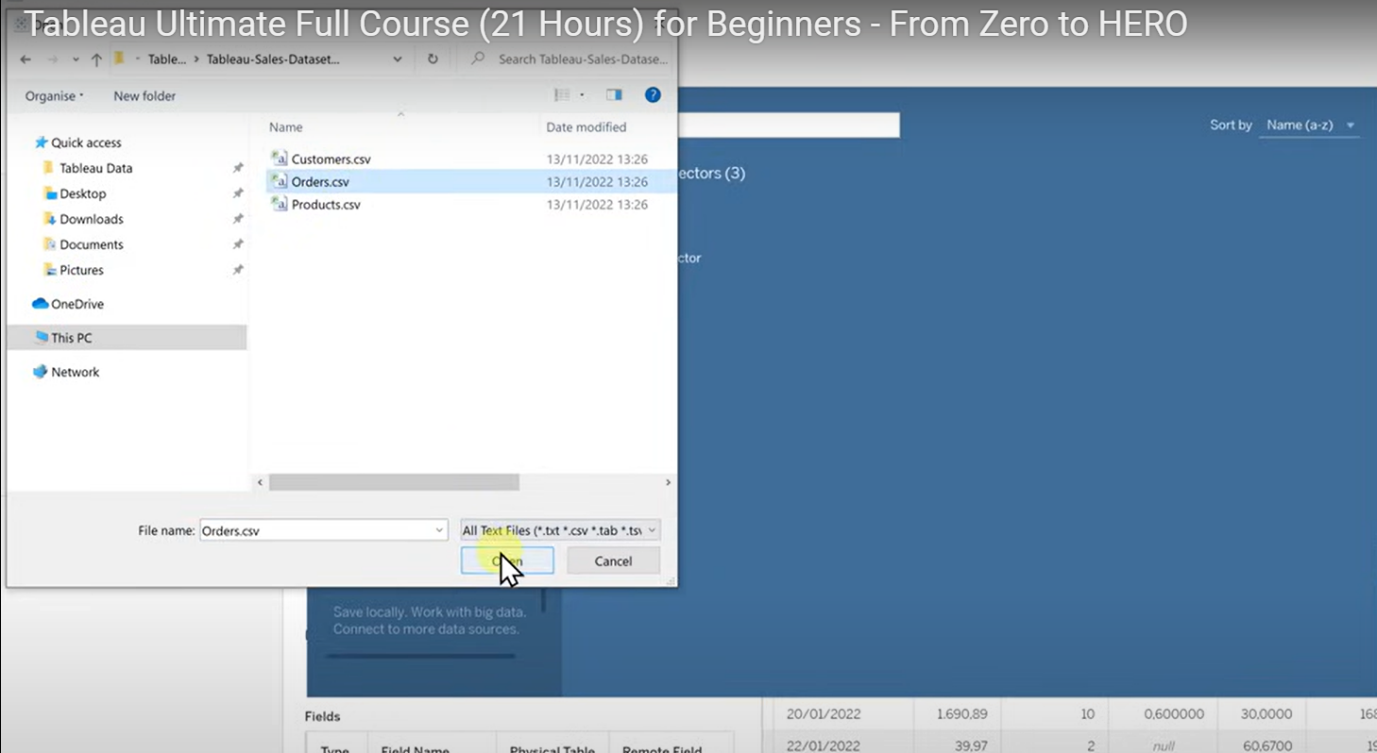 Tableau Ultimate Full Course (21 Hours) for Beginners - From Zero to HERO
Table... › Tableau-Sales-Dataset...
Search Tableau-Sales-Datase...
Organise
New folder
Name
Date modified
Quick access
Tableau Data
Desktop
Downloads
Documents
Pictures
OneDrive
This PC
Network
Customers.csv 13/11/2022 13:26
Orders.csv 13/11/2022 13:26
Products.csv 13/11/2022 13:26
File name: Orders.csv
All Text Files (*.txt *.csv *.tab *.tsv
Open
Cancel
Sort by Name (a-z)
ectors (3)
ctor
Save locally. Work with big data.
Connect to more data sources.
Fields
Type Field Name Physical Table Remote Field
20/01/2022 1.690,89 10 0,600000 30,0000 168
22/01/2022 39,97 2 null 60,6700